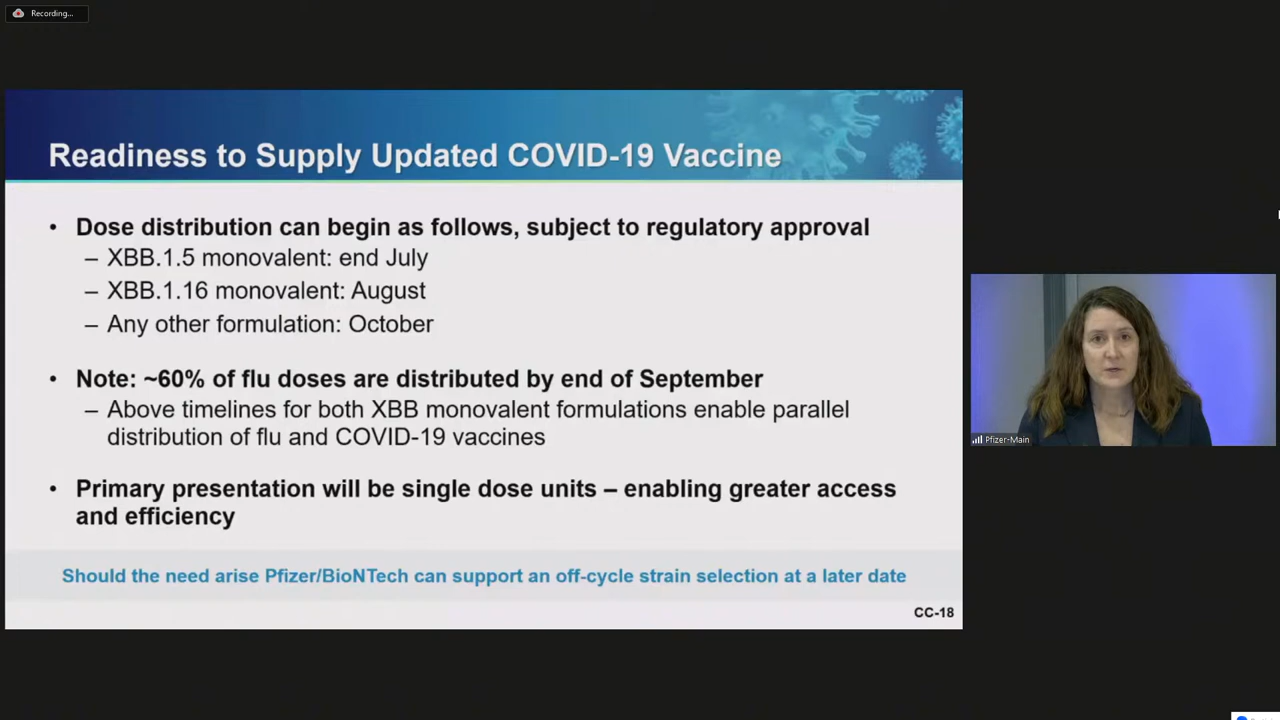 Recording...
Readiness to Supply Updated COVID-19 Vaccine
• Dose distribution can begin as follows, subject to regulatory approval
– XBB.1.5 monovalent: end July
– XBB.1.16 monovalent: August
– Any other formulation: October
• Note: ~60% of flu doses are distributed by end of September
– Above timelines for both XBB monovalent formulations enable parallel
distribution of flu and COVID-19 vaccines
• Primary presentation will be single dose units – enabling greater access
and efficiency
Should the need arise Pfizer/BioNTech can support an off-cycle strain selection at a later date
CC-18
Pfizer-Main